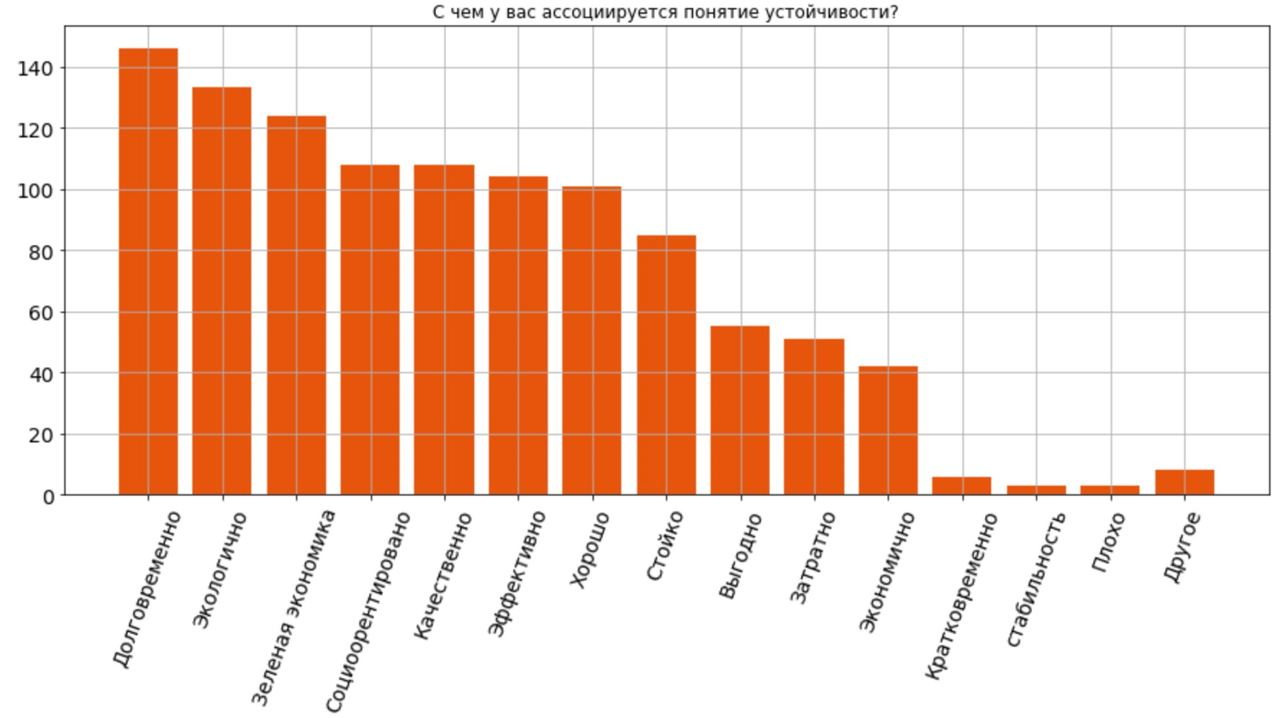 С чем у вас ассоциируется понятие устойчивости?
140
120
100
80
60
40
20
0
Долговременно
Экологично
Зеленая экономика
Социоорентировано
Качественно
Эффективно
Хорошо
Стойко
Выгодно
Затратно
Экономично
Кратковременно
стабильность
Плохо
Другое